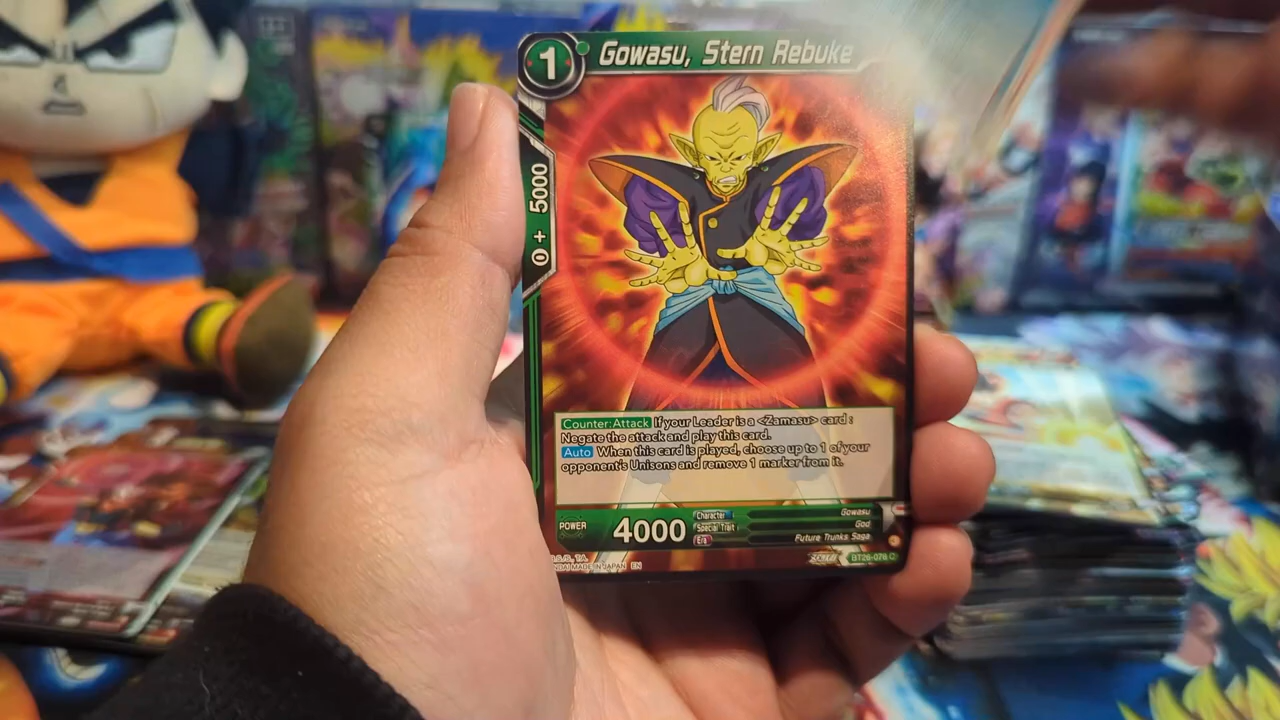 1
Gowasu, Stern Rebuke
0 + 5000
Counter:Attack If your Leader is a <Zamasu> card :
Negate the attack and play this card.
Auto When this card is played, choose up to 1 of your
opponent's Unisons and remove 1 marker from it.
POWER
4000
Character Gowasu
Special Trait God
Era Future Trunks Saga
MADE IN JAPAN EN
BT26-078 C